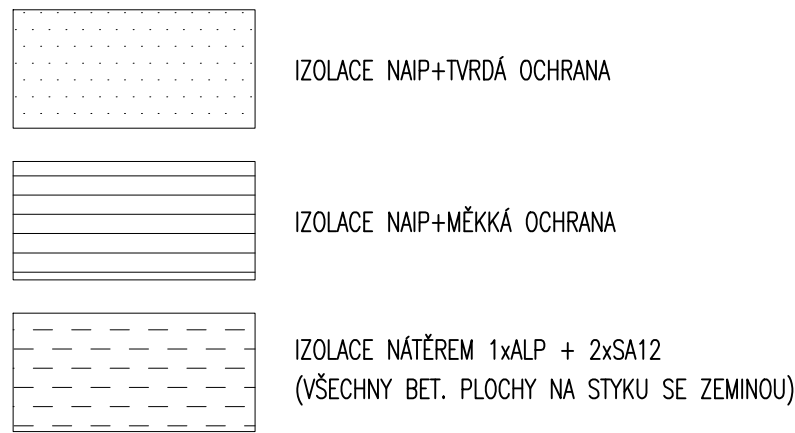 IZOLACE NAIP+TVRDÁ OCHRANA
IZOLACE NAIP+MĚKKÁ OCHRANA
IZOLACE NÁTĚREM 1xALP + 2xSA12
(VŠECHNY BET. PLOCHY NA STYKU SE ZEMINOU)